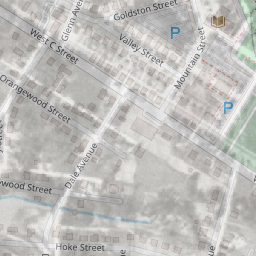 Goldston Street
Glenn Ave
P
Valley Street
West C Street
Mountain Street
Orangewood Street
P
Dale Avenue
wood Street
Hoke Street